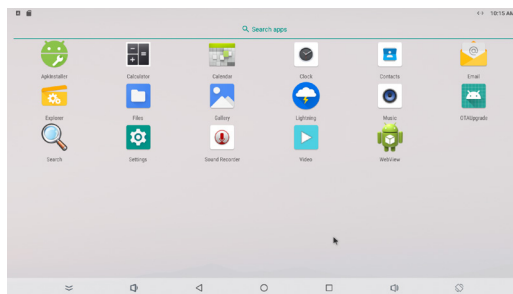 10:15 AM
Search apps
ApkInstaller Calculator Calendar Clock Contacts Email
Explorer Files Gallery Lightning Music OTAUpgrade
Search Settings Sound Recorder Video WebView